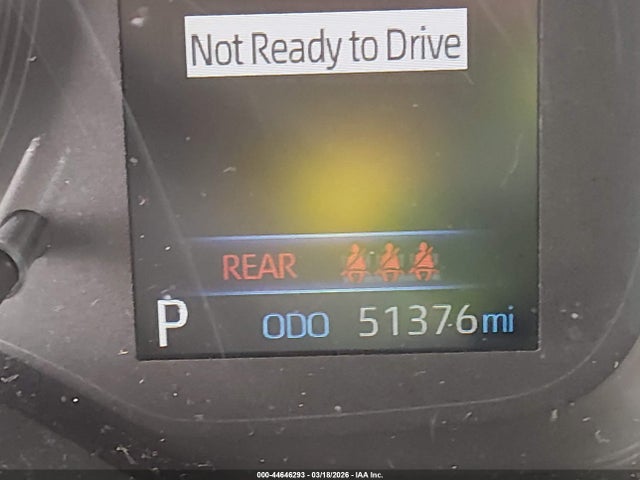 Not Ready to Drive
REAR
P ODO 51376 mi
000-44646293 - 03/18/2026 - IAA Inc.